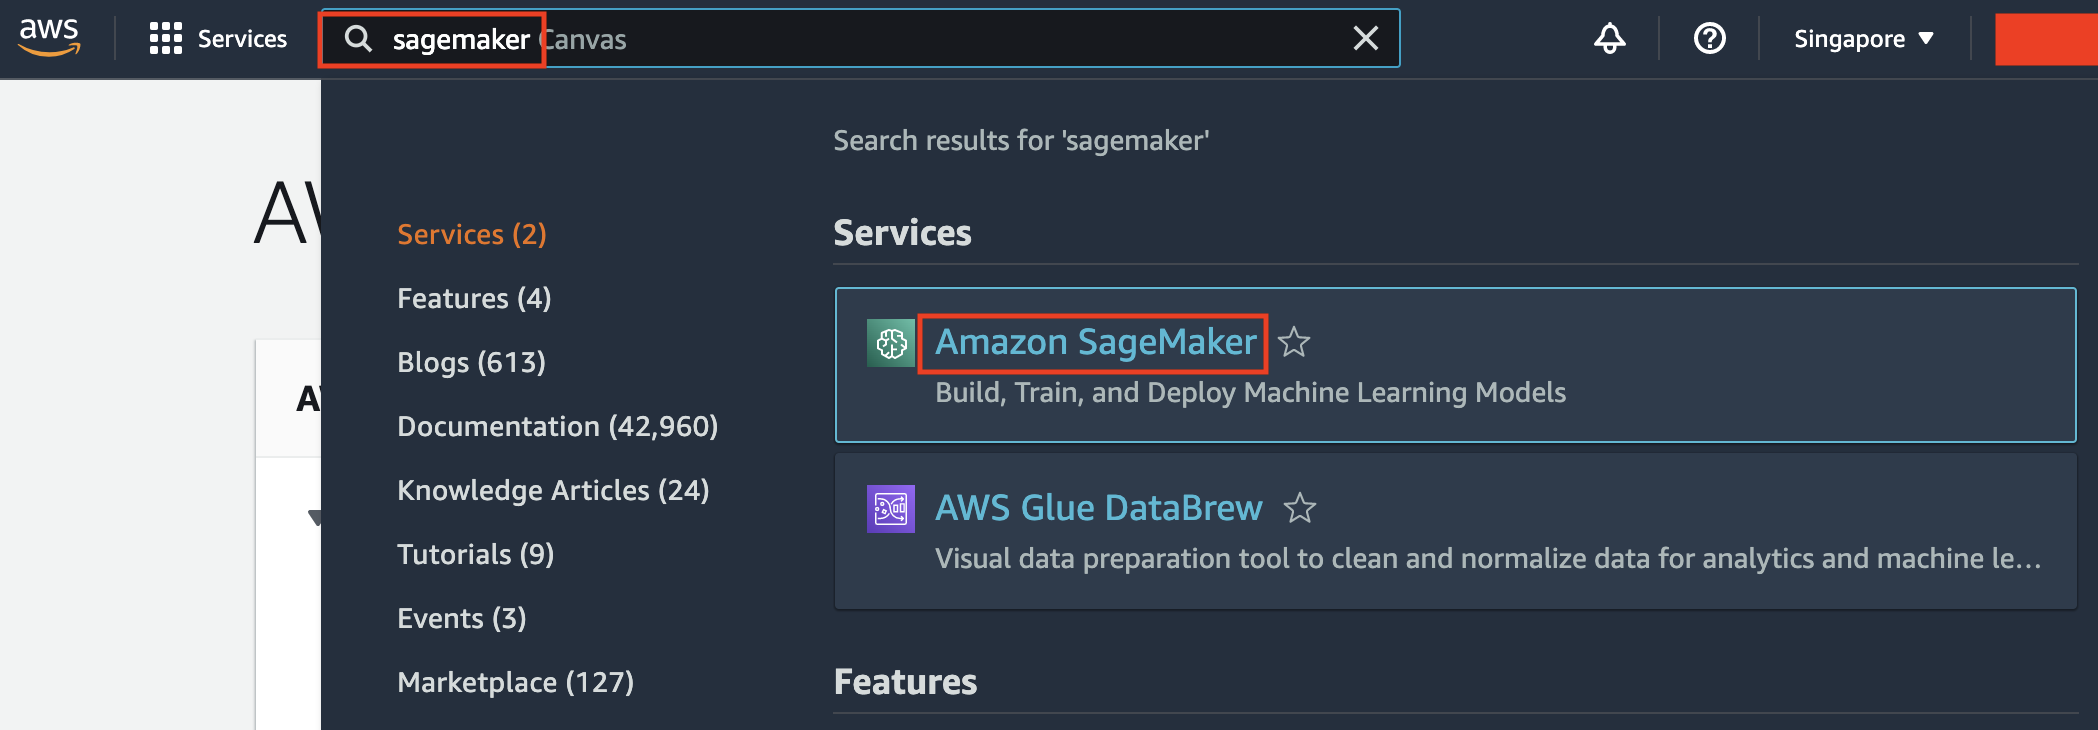 aws
Services
sagemaker Canvas
Singapore
AW
A
Search results for 'sagemaker'
Services (2)
Features (4)
Blogs (613)
Documentation (42,960)
Knowledge Articles (24)
Tutorials (9)
Events (3)
Marketplace (127)
Services
Amazon SageMaker
Build, Train, and Deploy Machine Learning Models
AWS Glue DataBrew
Visual data preparation tool to clean and normalize data for analytics and machine le...
Features